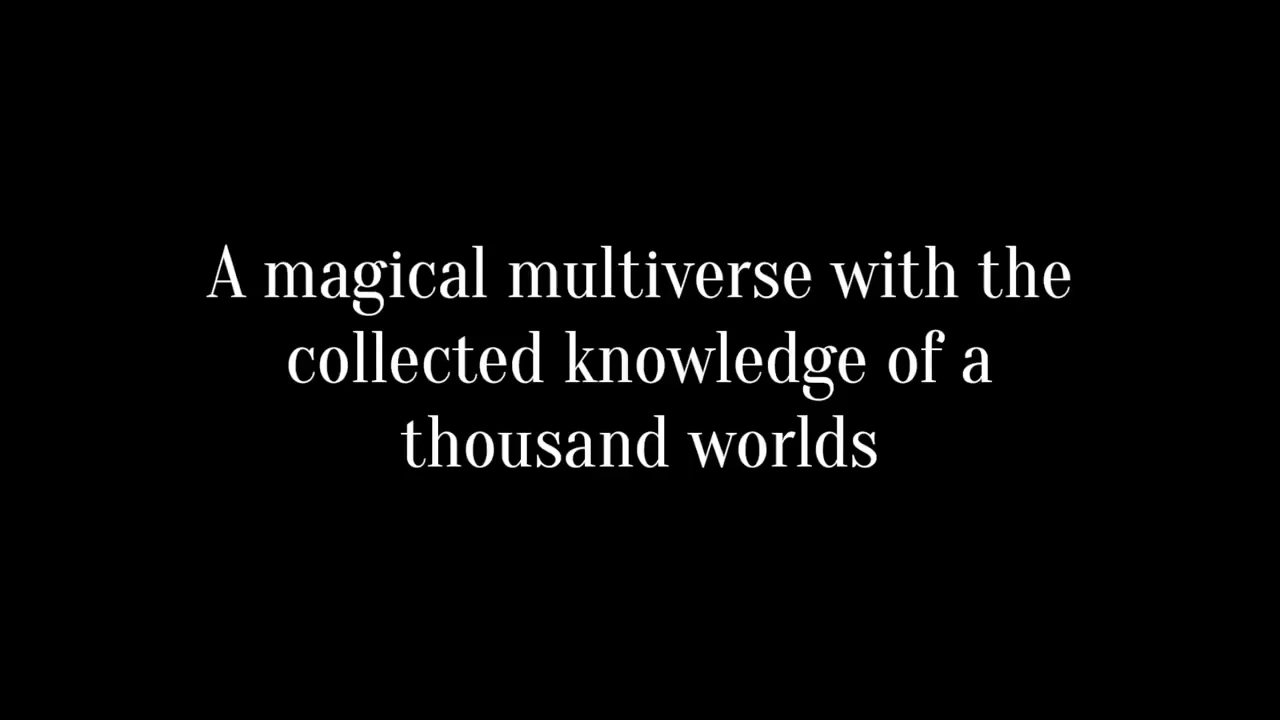 A magical multiverse with the
collected knowledge of a
thousand worlds